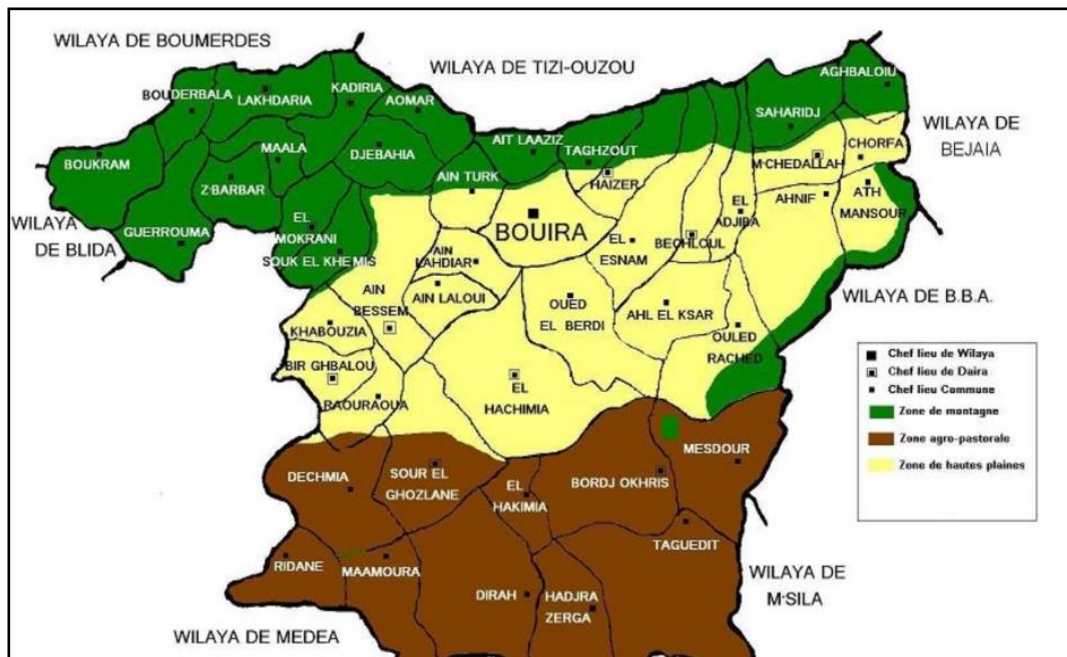 WILAYA DE BOUMERDES
WILAYA DE TIZI-OUZOU
AGHBALOIU
KADIRIA
BOUDERBALA
LAKHDARIA
AOMAR
SAHARIDJ
WILAYA DE
BEJAIA
AIT LAAZIZ
MAALA
DJEBAHIA
TAGHZOUT
CHORFA
M'CHEDALLAH
BOUKRAM
AIN TURK
HAIZER
Z'BARBAR
AHNIF
ATH
MANSOUR
EL
ADJIBA
WILAYA
DE BLIDA
GUERROUMA
EL
MOKRANI
SOUK EL KHEMIS
BOUIRA
EL
ESNAM
BECHLOUL
AIN
LAHDIAR
AIN
BESSEM
AIN LALOUI
OUED
EL BERDI
AHL EL KSAR
WILAYA DE B.B.A.
KHABOUZIA
OULED
RACHED
BIR GHBALOU
RAOURAOUA
EL
HACHIMIA
Chef lieu de Wilaya
Chef lieu de Daira
Chef lieu Commune
Zone de montagne
Zone agro-pastorale
Zone de hautes plaines
MESDOUR
DECHMIA
SOUR EL
GHOZLANE
EL
HAKIMIA
BORDJ OKHRIS
TAGUEDIT
RIDANE
MAAMOURA
DIRAH
HADJRA
ZERGA
WILAYA DE
M'SILA
WILAYA DE MEDEA